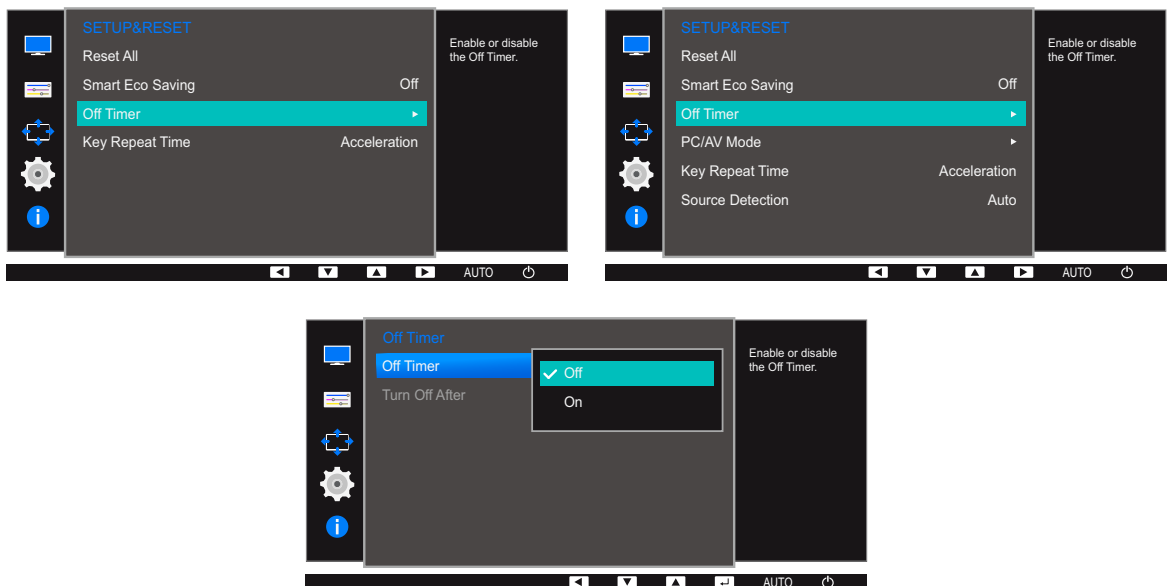 SETUP&RESET
Reset All
Smart Eco Saving Off
Off Timer
Key Repeat Time Acceleration
Enable or disable
the Off Timer.
AUTO
SETUP&RESET
Reset All
Smart Eco Saving Off
Off Timer
PC/AV Mode
Key Repeat Time Acceleration
Source Detection Auto
Enable or disable
the Off Timer.
AUTO
Off Timer
Off Timer
Turn Off After
Off
On
Enable or disable
the Off Timer.
AUTO